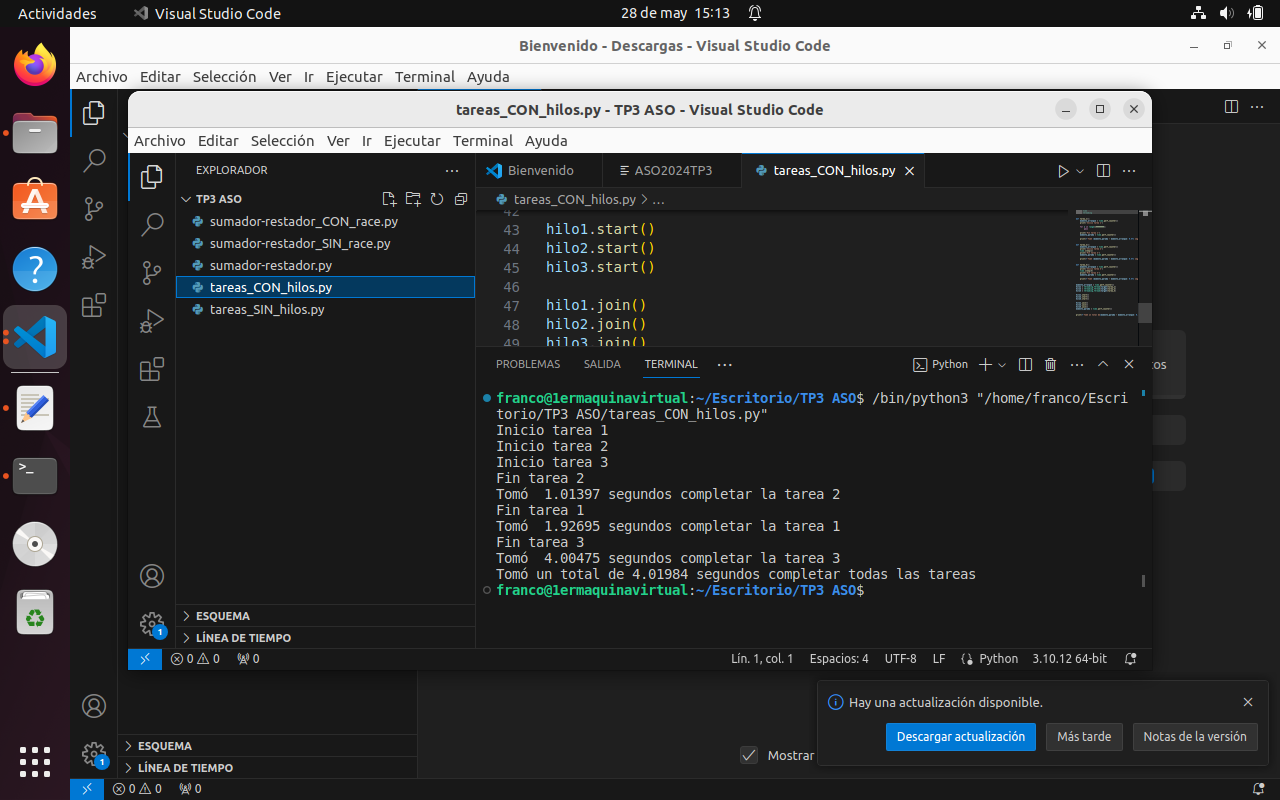 Actividades
Visual Studio Code
28 de may 15:13
Bienvenido - Descargas - Visual Studio Code
Archivo Editar Selección Ver Ir Ejecutar Terminal Ayuda
tareas_CON_hilos.py - TP3 ASO - Visual Studio Code
Archivo Editar Selección Ver Ir Ejecutar Terminal Ayuda
EXPLORADOR
TP3 ASO
sumador-restador_CON_race.py
sumador-restador_SIN_race.py
sumador-restador.py
tareas_CON_hilos.py
tareas_SIN_hilos.py
ESQUEMA
LÍNEA DE TIEMPO
Bienvenido
ASO2024TP3
tareas_CON_hilos.py
tareas_CON_hilos.py > ...
42
43 hilo1.start()
44 hilo2.start()
45 hilo3.start()
46
47 hilo1.join()
48 hilo2.join()
49 hilo3.join()
PROBLEMAS SALIDA TERMINAL
Python
franco@1ermaquinavirtual:~/Escritorio/TP3 ASO$ /bin/python3 "/home/franco/Escri
torio/TP3 ASO/tareas_CON_hilos.py"
Inicio tarea 1
Inicio tarea 2
Inicio tarea 3
Fin tarea 2
Tomó  1.01397 segundos completar la tarea 2
Fin tarea 1
Tomó  1.92695 segundos completar la tarea 1
Fin tarea 3
Tomó  4.00475 segundos completar la tarea 3
Tomó un total de 4.01984 segundos completar todas las tareas
franco@1ermaquinavirtual:~/Escritorio/TP3 ASO$
1
0 0 0
Lín. 1, col. 1 Espacios: 4 UTF-8 LF Python 3.10.12 64-bit
Hay una actualización disponible.
Descargar actualización
Más tarde
Notas de la versión
Mostrar
1
ESQUEMA
LÍNEA DE TIEMPO
0 0 0